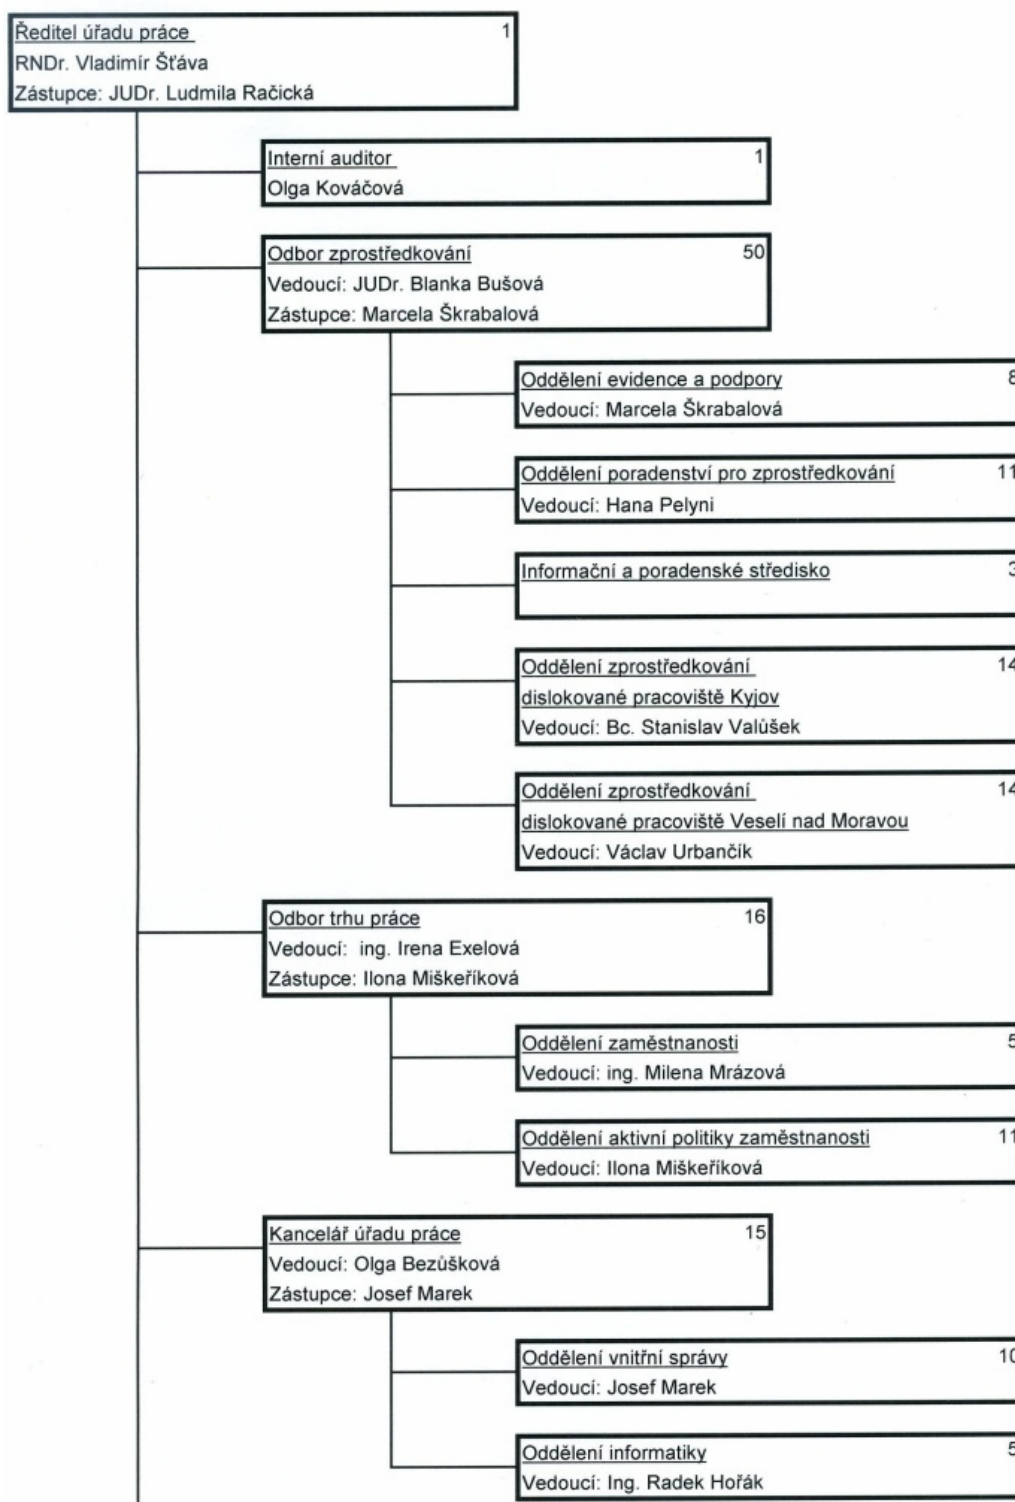 Ředitel úřadu práce 1
RNDr. Vladimír Šťáva
Zástupce: JUDr. Ludmila Račická
Interní auditor 1
Olga Kováčová
Odbor zprostředkování 50
Vedoucí: JUDr. Blanka Bušová
Zástupce: Marcela Škrabalová
Oddělení evidence a podpory 8
Vedoucí: Marcela Škrabalová
Oddělení poradenství pro zprostředkování 11
Vedoucí: Hana Pelyni
Informační a poradenské středisko 3
Oddělení zprostředkování 14
dislokované pracoviště Kyjov
Vedoucí: Bc. Stanislav Valůšek
Oddělení zprostředkování 14
dislokované pracoviště Veselí nad Moravou
Vedoucí: Václav Urbančík
Odbor trhu práce 16
Vedoucí: ing. Irena Exelová
Zástupce: Ilona Miškeříková
Oddělení zaměstnanosti 5
Vedoucí: ing. Milena Mrázová
Oddělení aktivní politiky zaměstnanosti 11
Vedoucí: Ilona Miškeříková
Kancelář úřadu práce 15
Vedoucí: Olga Bezůšková
Zástupce: Josef Marek
Oddělení vnitřní správy 10
Vedoucí: Josef Marek
Oddělení informatiky 5
Vedoucí: Ing. Radek Hořák